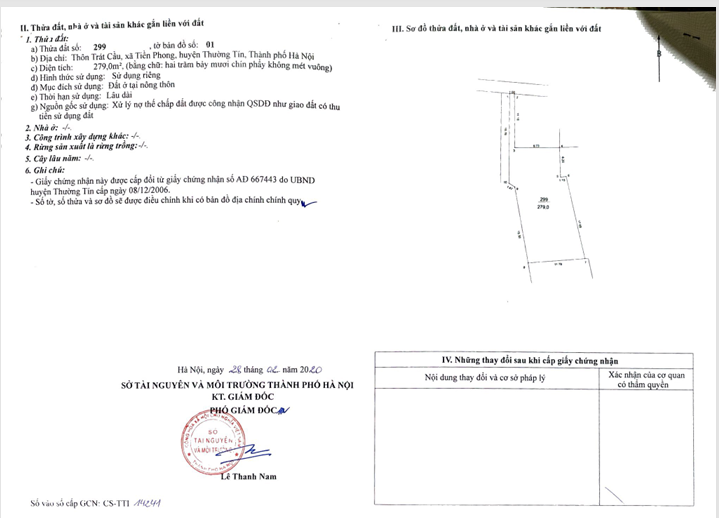 II. Thửa đất, nhà ở và tài sản khác gắn liền với đất
1. Thửa đất:
a) Thửa đất số: 299 , tờ bản đồ số: 01
b) Địa chỉ: Thôn Trát Cầu, xã Tiền Phong, huyện Thường Tín, Thành phố Hà Nội
c) Diện tích: 279,0m², (bằng chữ: hai trăm bảy mươi chín phẩy không mét vuông)
d) Hình thức sử dụng: Sử dụng riêng
đ) Mục đích sử dụng: Đất ở tại nông thôn
e) Thời hạn sử dụng: Lâu dài
g) Nguồn gốc sử dụng: Xử lý nợ thế chấp đất được công nhận QSDĐ như giao đất có thu
tiền sử dụng đất
2. Nhà ở: -/-
3. Công trình xây dựng khác: -/-
4. Rừng sản xuất là rừng trồng: -/-
5. Cây lâu năm: -/-
6. Ghi chú:
- Giấy chứng nhận này được cấp đổi từ giấy chứng nhận số AĐ 667443 do UBND
huyện Thường Tín cấp ngày 08/12/2006.
- Số tờ, số thửa và sơ đồ sẽ được điều chỉnh khi có bản đồ địa chính chính quy
Hà Nội, ngày 28 tháng 02 năm 2020
SỞ TÀI NGUYÊN VÀ MÔI TRƯỜNG THÀNH PHỐ HÀ NỘI
KT. GIÁM ĐỐC
PHÓ GIÁM ĐỐC
SỞ
TÀI NGUYÊN
VÀ MÔI TRƯỜNG
Lê Thanh Nam
Số vào sổ cấp GCN: CS-TTI 14241
III. Sơ đồ thửa đất, nhà ở và tài sản khác gắn liền với đất
B
299
279.0
IV. Những thay đổi sau khi cấp giấy chứng nhận
Nội dung thay đổi và cơ sở pháp lý
Xác nhận của cơ quan
có thẩm quyền